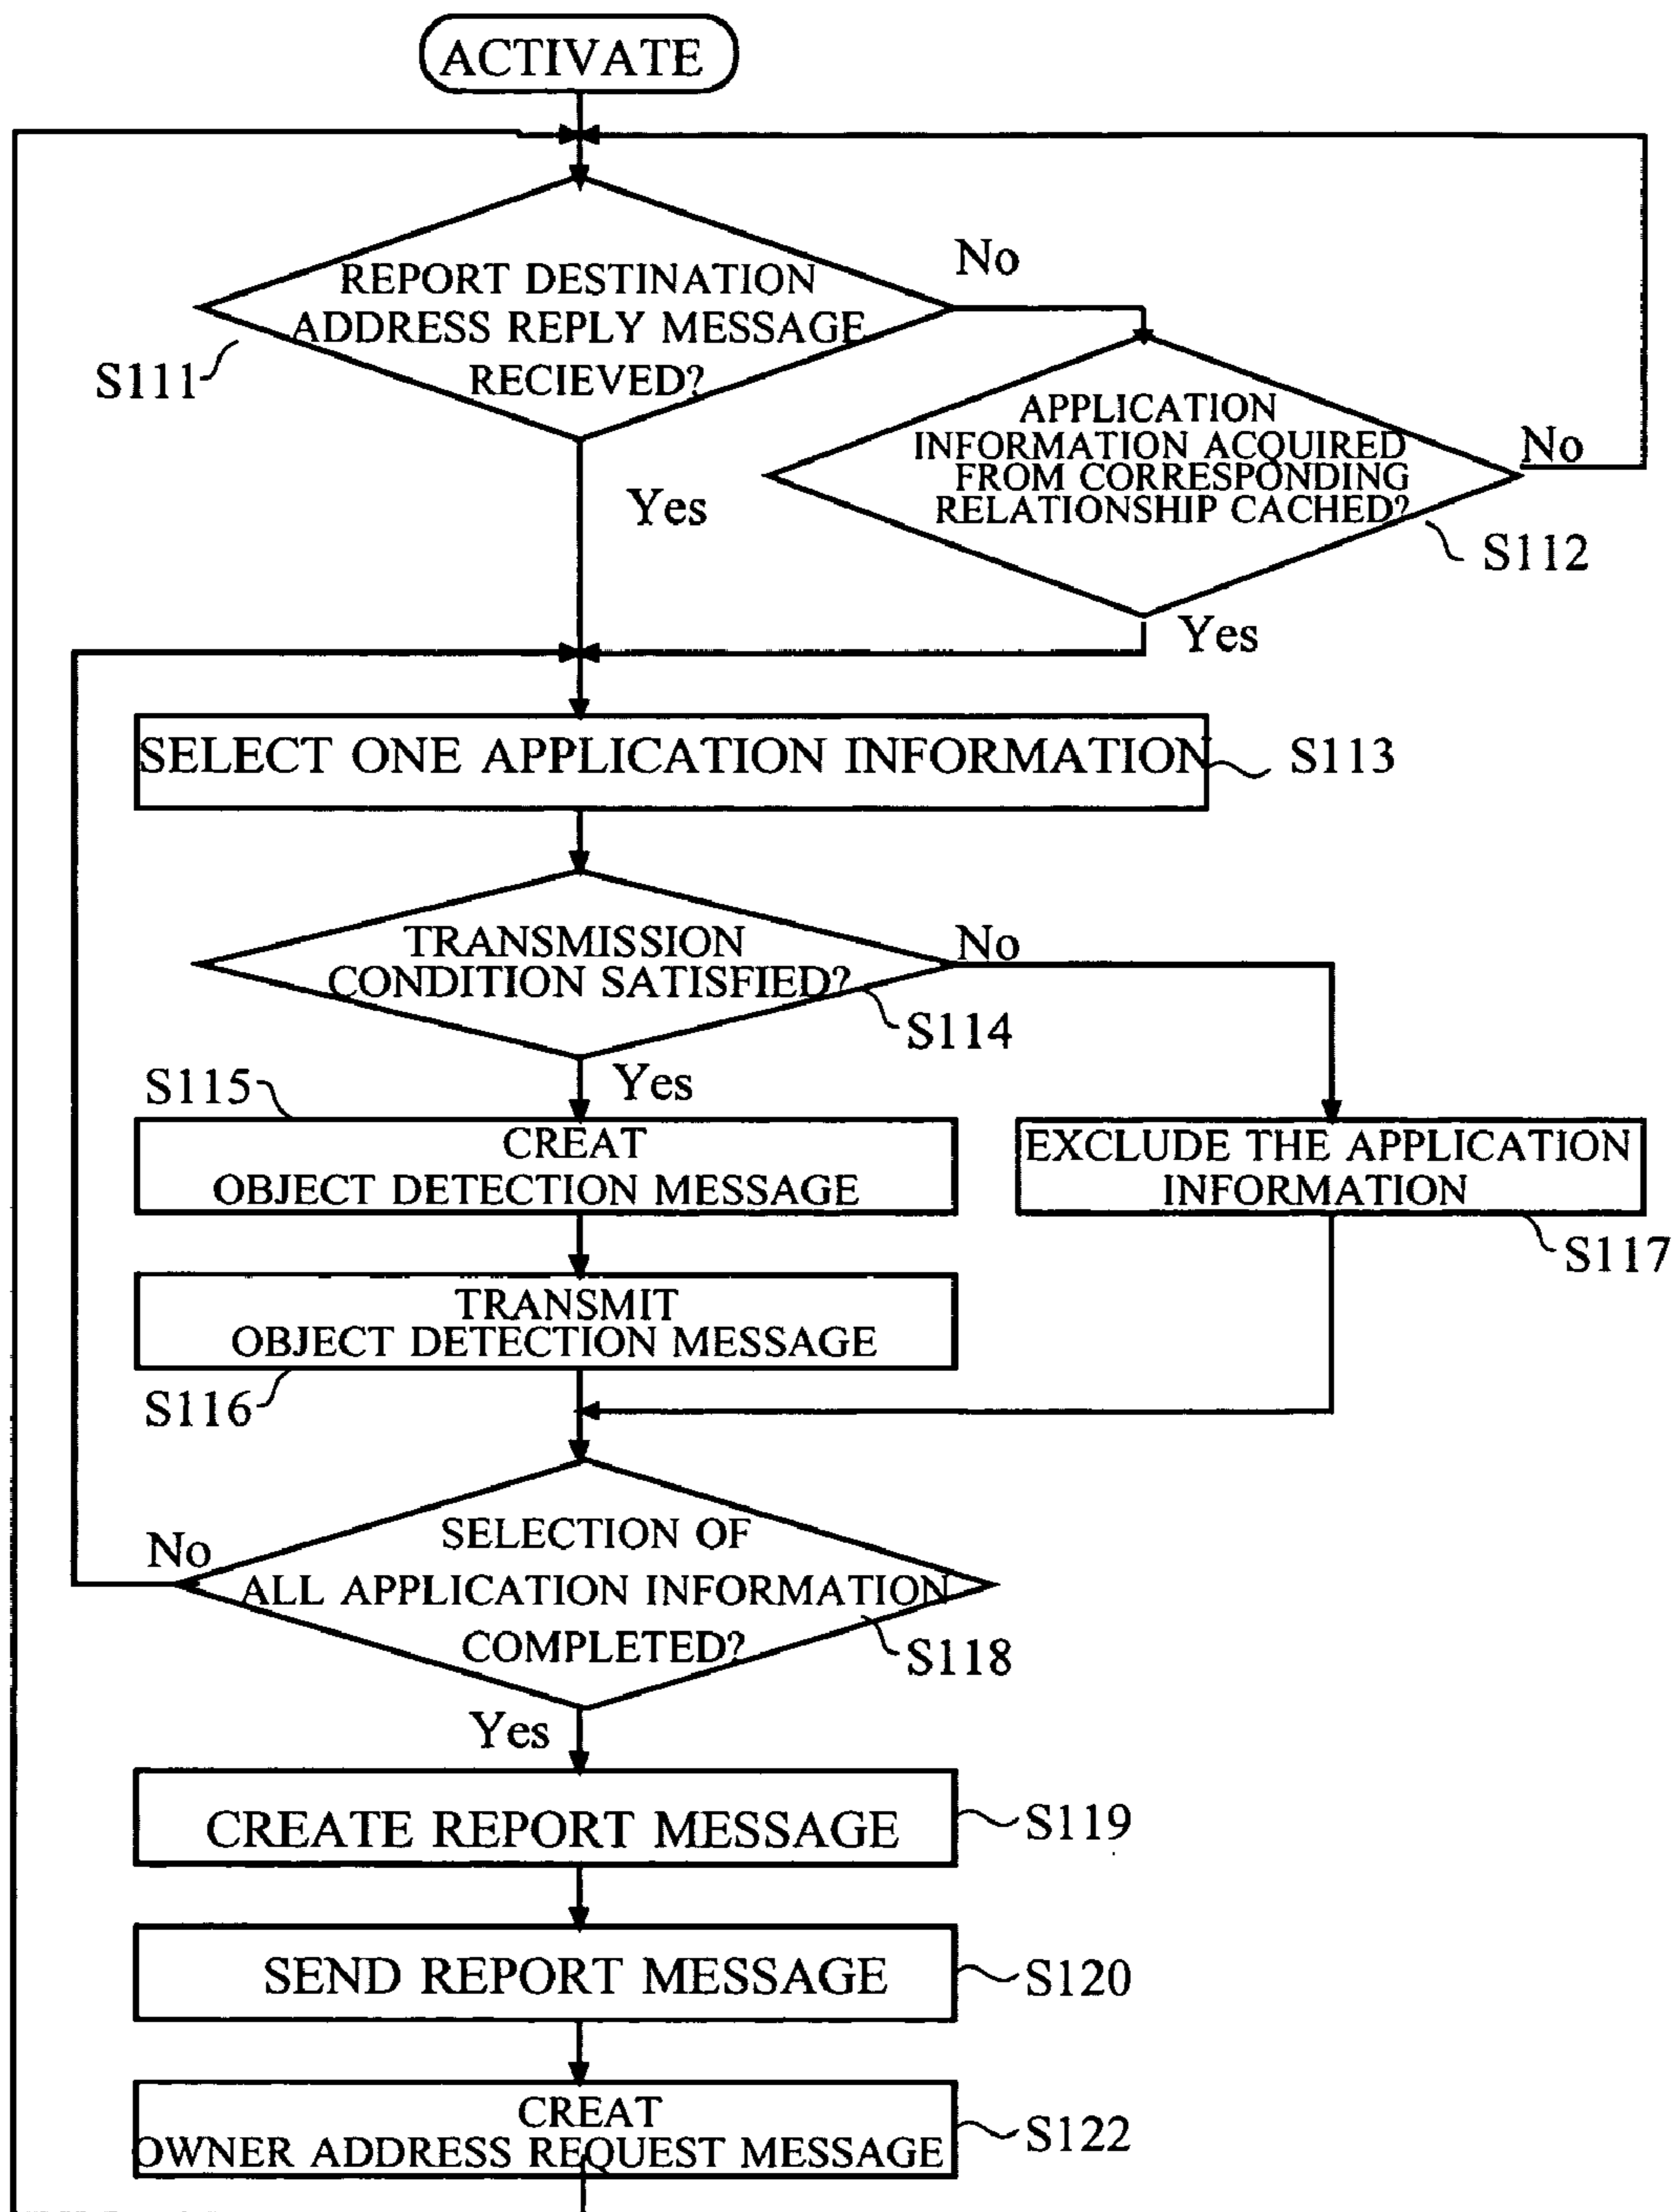 ACTIVATE
No
REPORT DESTINATION
ADDRESS REPLY MESSAGE
RECIEVED?
S111
APPLICATION
INFORMATION ACQUIRED
FROM CORRESPONDING
RELATIONSHIP CACHED?
No
S112
Yes
Yes
SELECT ONE APPLICATION INFORMATION
S113
TRANSMISSION
CONDITION SATISFIED?
No
S114
Yes
S115
CREAT
OBJECT DETECTION MESSAGE
EXCLUDE THE APPLICATION
INFORMATION
S117
TRANSMIT
OBJECT DETECTION MESSAGE
S116
No
SELECTION OF
ALL APPLICATION INFORMATION
COMPLETED?
S118
Yes
CREATE REPORT MESSAGE
S119
SEND REPORT MESSAGE
S120
CREAT
OWNER ADDRESS REQUEST MESSAGE
S122